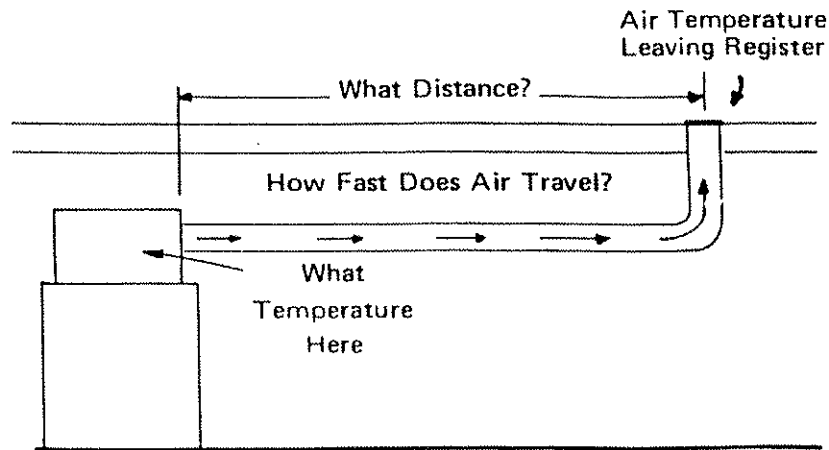 Air Temperature
Leaving Register
What Distance?
How Fast Does Air Travel?
What
Temperature
Here